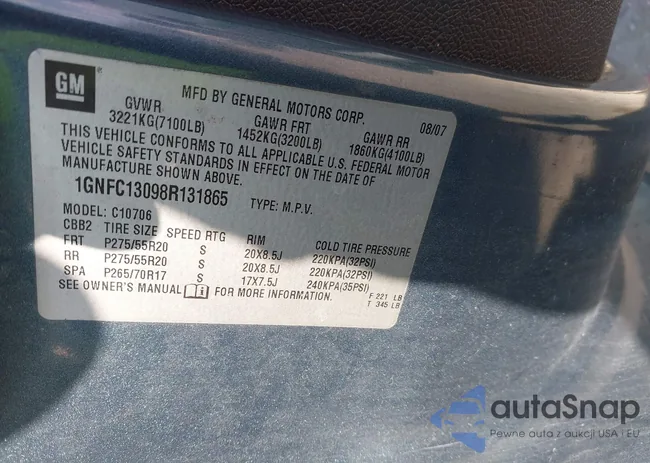 GM
MFD BY GENERAL MOTORS CORP. 08/07
GVWR GAWR FRT GAWR RR
3221KG(7100LB) 1452KG(3200LB) 1860KG(4100LB)
THIS VEHICLE CONFORMS TO ALL APPLICABLE U.S. FEDERAL MOTOR
VEHICLE SAFETY STANDARDS IN EFFECT ON THE DATE OF
MANUFACTURE SHOWN ABOVE.
1GNFC13098R131865 TYPE: M.P.V.
MODEL: C10706
CBB2 TIRE SIZE SPEED RTG RIM COLD TIRE PRESSURE
FRT P275/55R20 S 20X8.5J 220KPA(32PSI)
RR P275/55R20 S 20X8.5J 220KPA(32PSI)
SPA P265/70R17 S 17X7.5J 240KPA(35PSI)
SEE OWNER'S MANUAL FOR MORE INFORMATION.
F 221 LB
T 345 LB
autaSnap
Pewne auta z aukcji USA i EU